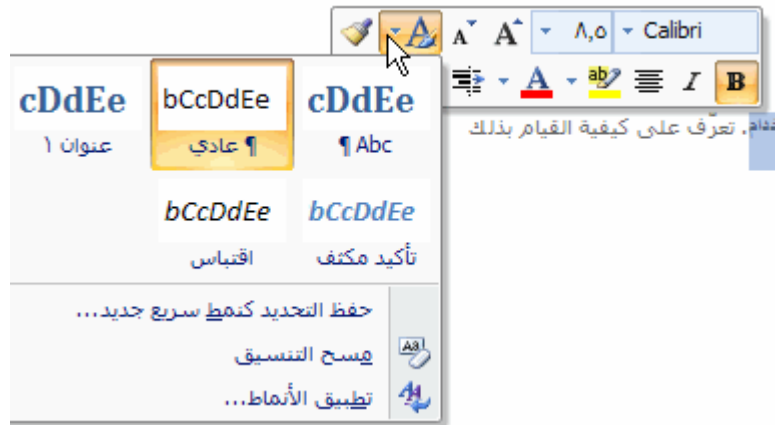 Calibri ٨,٥ A A A
B I A
تعرّف على كيفية القيام بذلك
cDdEe bCcDdEe cDdEe
Abc ¶ عادي ¶ عنوان ١
bCcDdEe bCcDdEe
تأكيد مكثف اقتباس
حفظ التحديد كنمط سريع جديد...
مسح التنسيق
تطبيق الأنماط...